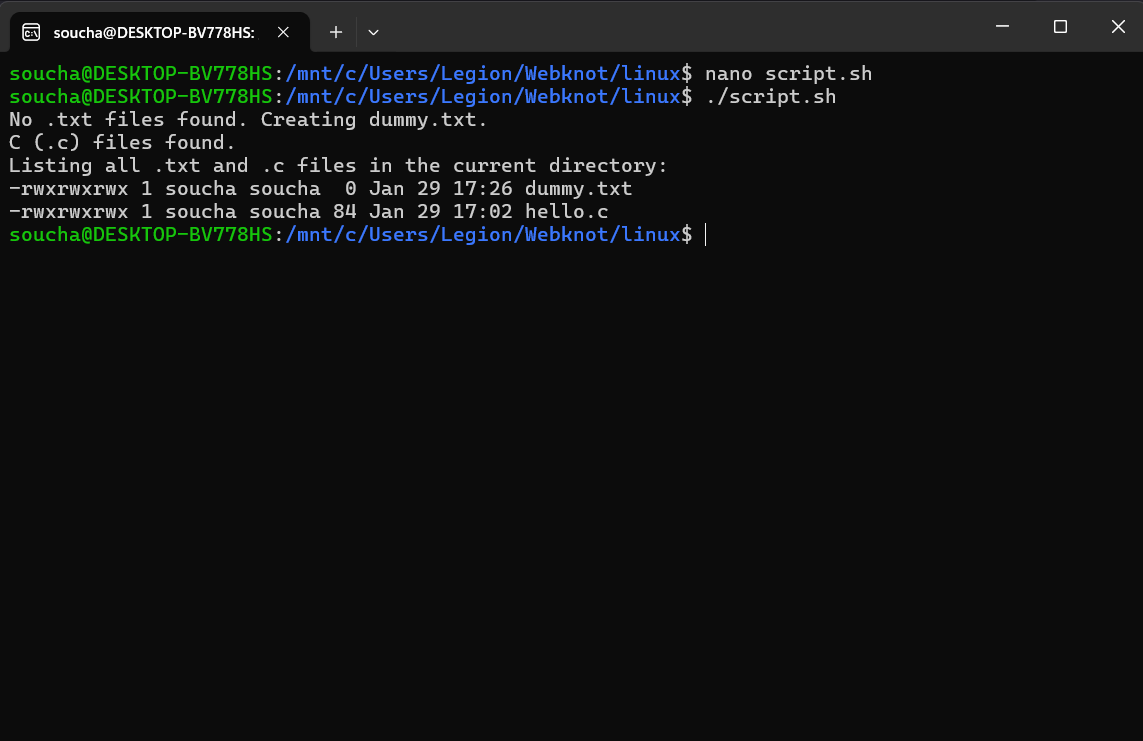 soucha@DESKTOP-BV778HS:
soucha@DESKTOP-BV778HS:/mnt/c/Users/Legion/Webknot/linux$ nano script.sh
soucha@DESKTOP-BV778HS:/mnt/c/Users/Legion/Webknot/linux$ ./script.sh
No .txt files found. Creating dummy.txt.
C (.c) files found.
Listing all .txt and .c files in the current directory:
-rwxrwxrwx 1 soucha soucha  0 Jan 29 17:26 dummy.txt
-rwxrwxrwx 1 soucha soucha 84 Jan 29 17:02 hello.c
soucha@DESKTOP-BV778HS:/mnt/c/Users/Legion/Webknot/linux$